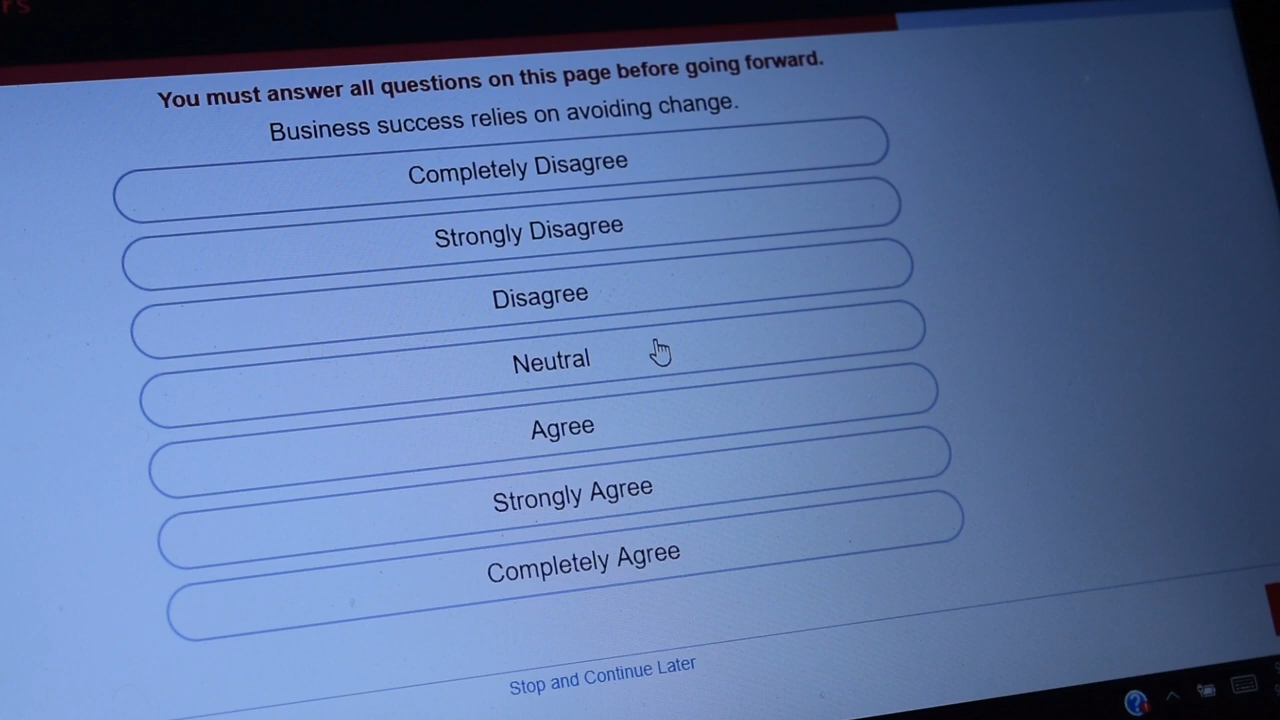 rs
You must answer all questions on this page before going forward.
Business success relies on avoiding change.
Completely Disagree
Strongly Disagree
Disagree
Neutral
Agree
Strongly Agree
Completely Agree
Stop and Continue Later
?